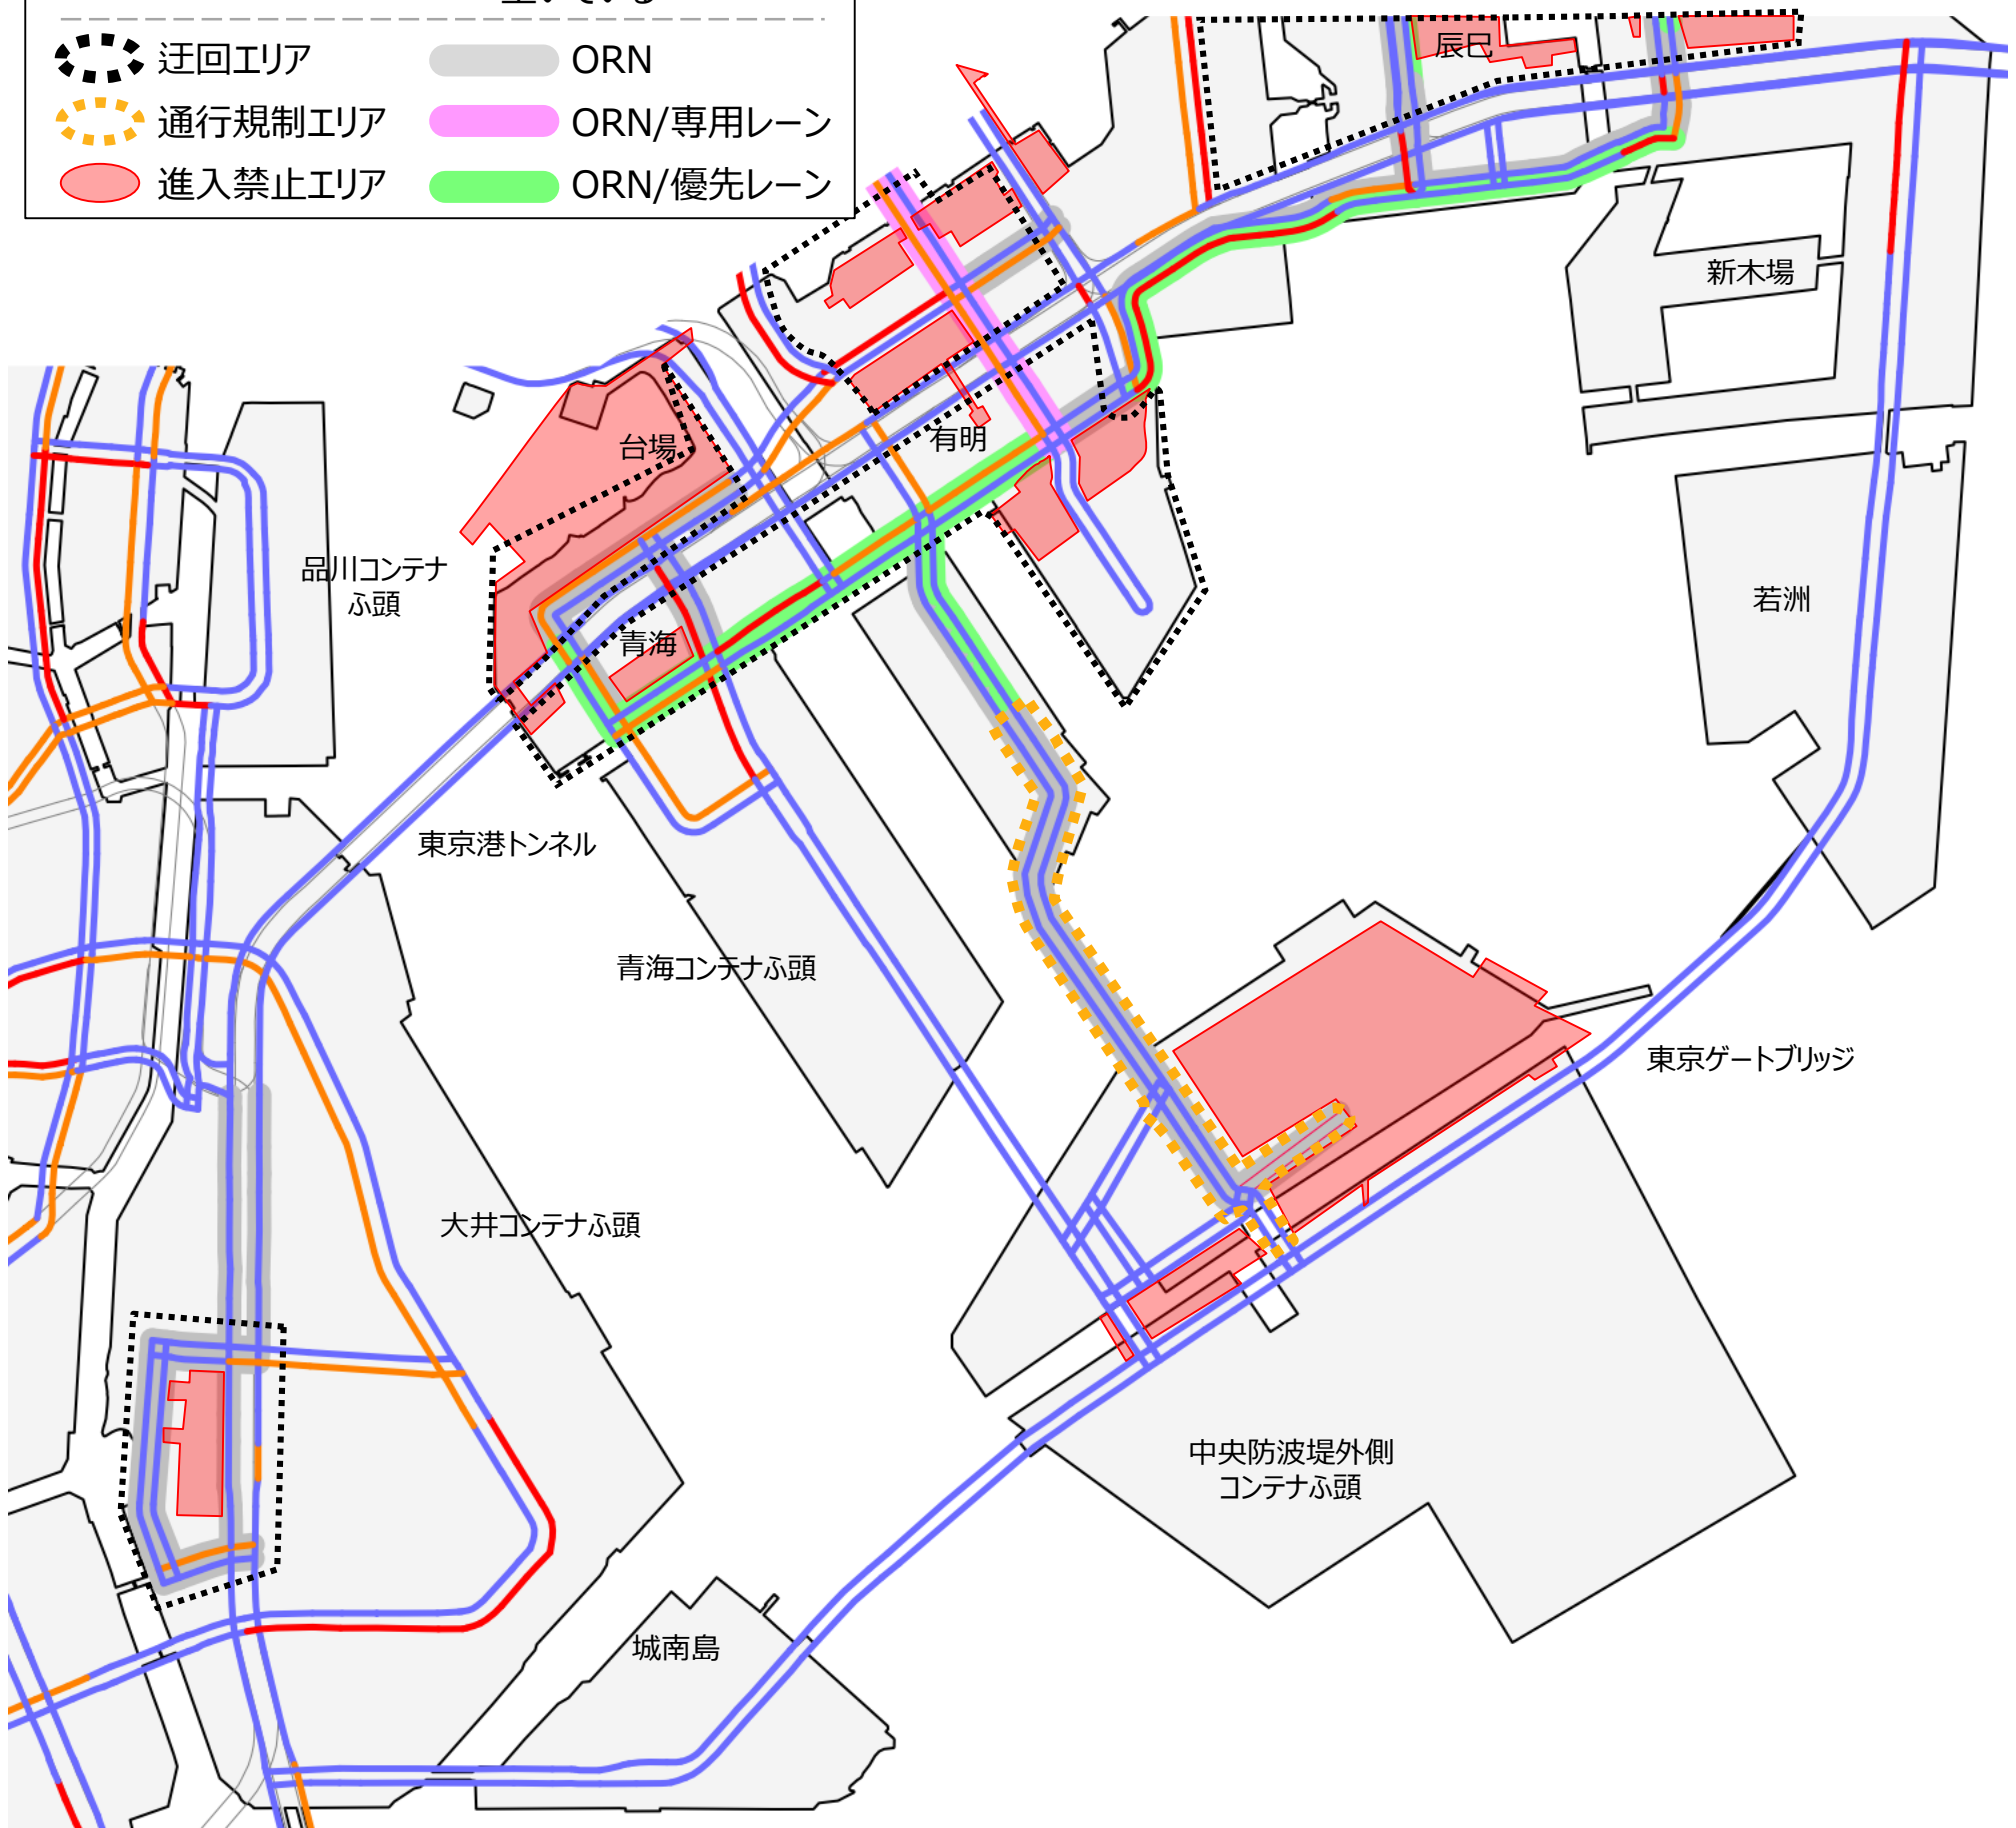 空いている
迂回エリア
ORN
通行規制エリア
ORN/専用レーン
進入禁止エリア
ORN/優先レーン
辰巳
新木場
台場
有明
品川コンテナ
ふ頭
若洲
青海
東京港トンネル
青海コンテナふ頭
東京ゲートブリッジ
大井コンテナふ頭
中央防波堤外側
コンテナふ頭
城南島